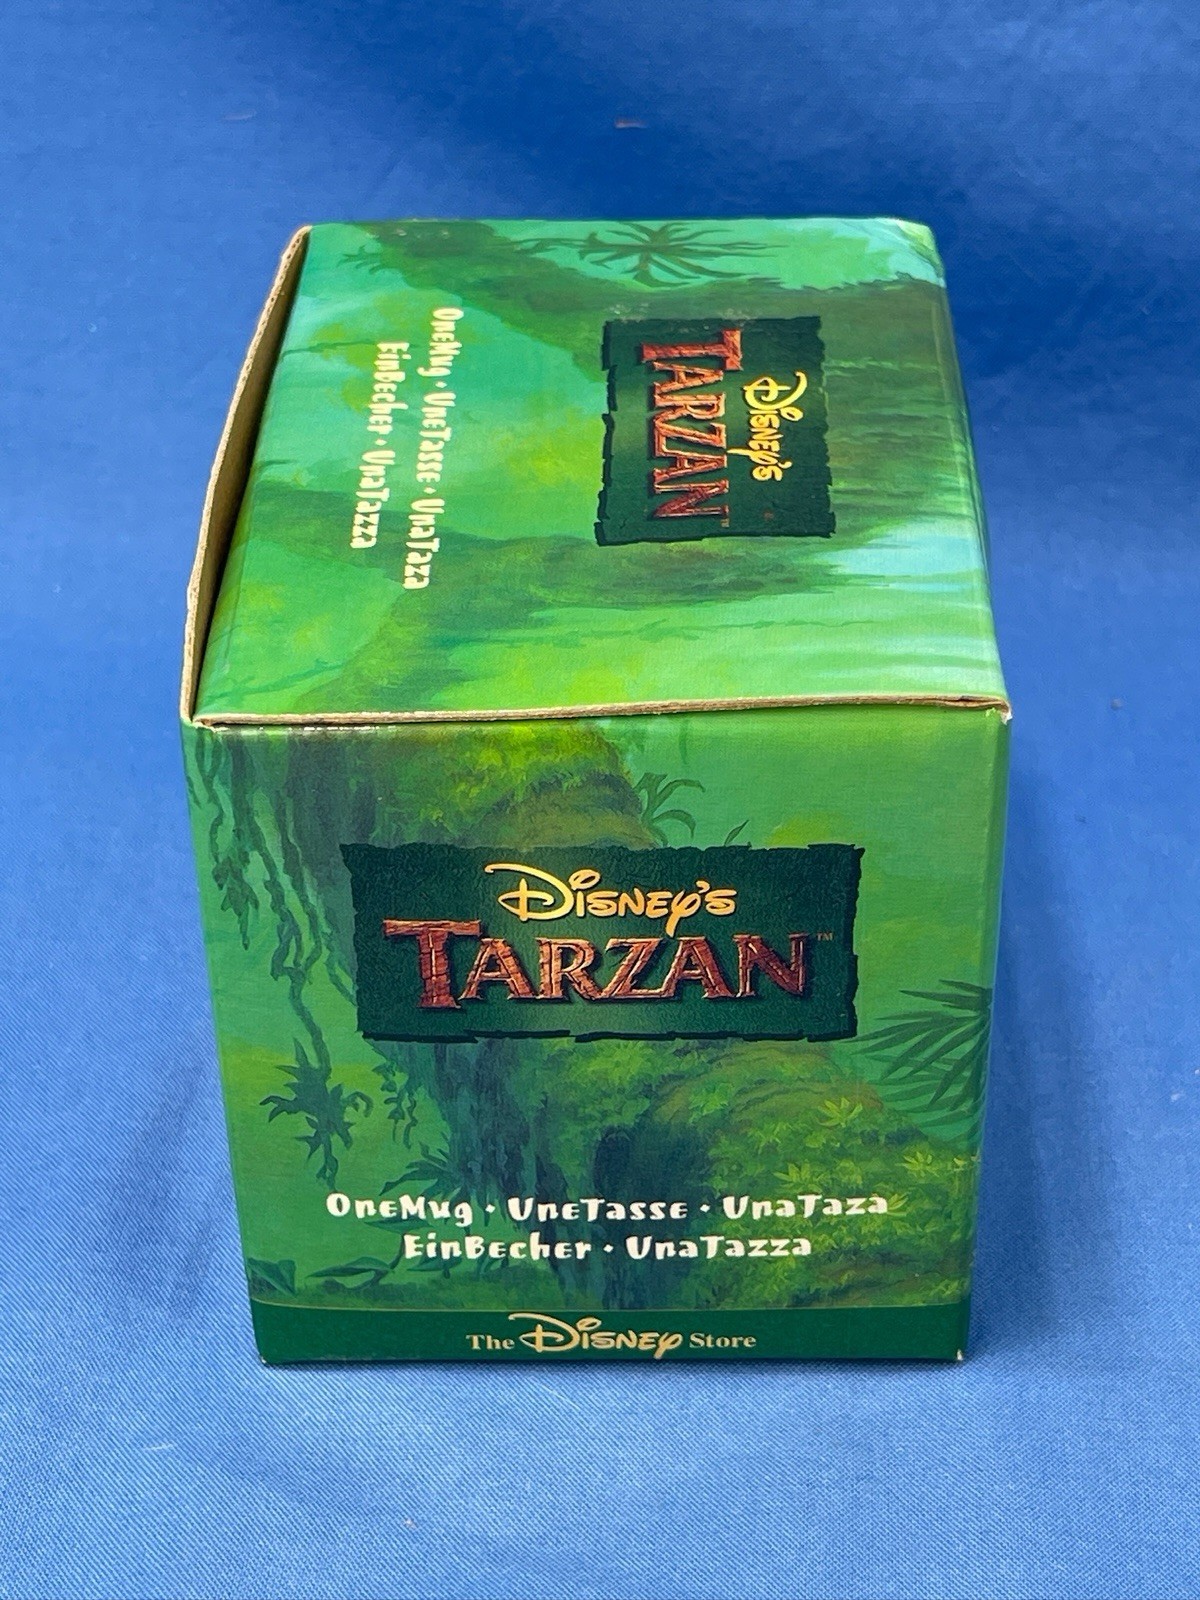 Disney's
TARZAN
OneMug · UneTasse · UnaTaza
EinBecher · UnaTazza
Disney's
TARZAN™
OneMug · UneTasse · UnaTaza
EinBecher · UnaTazza
The Disney Store